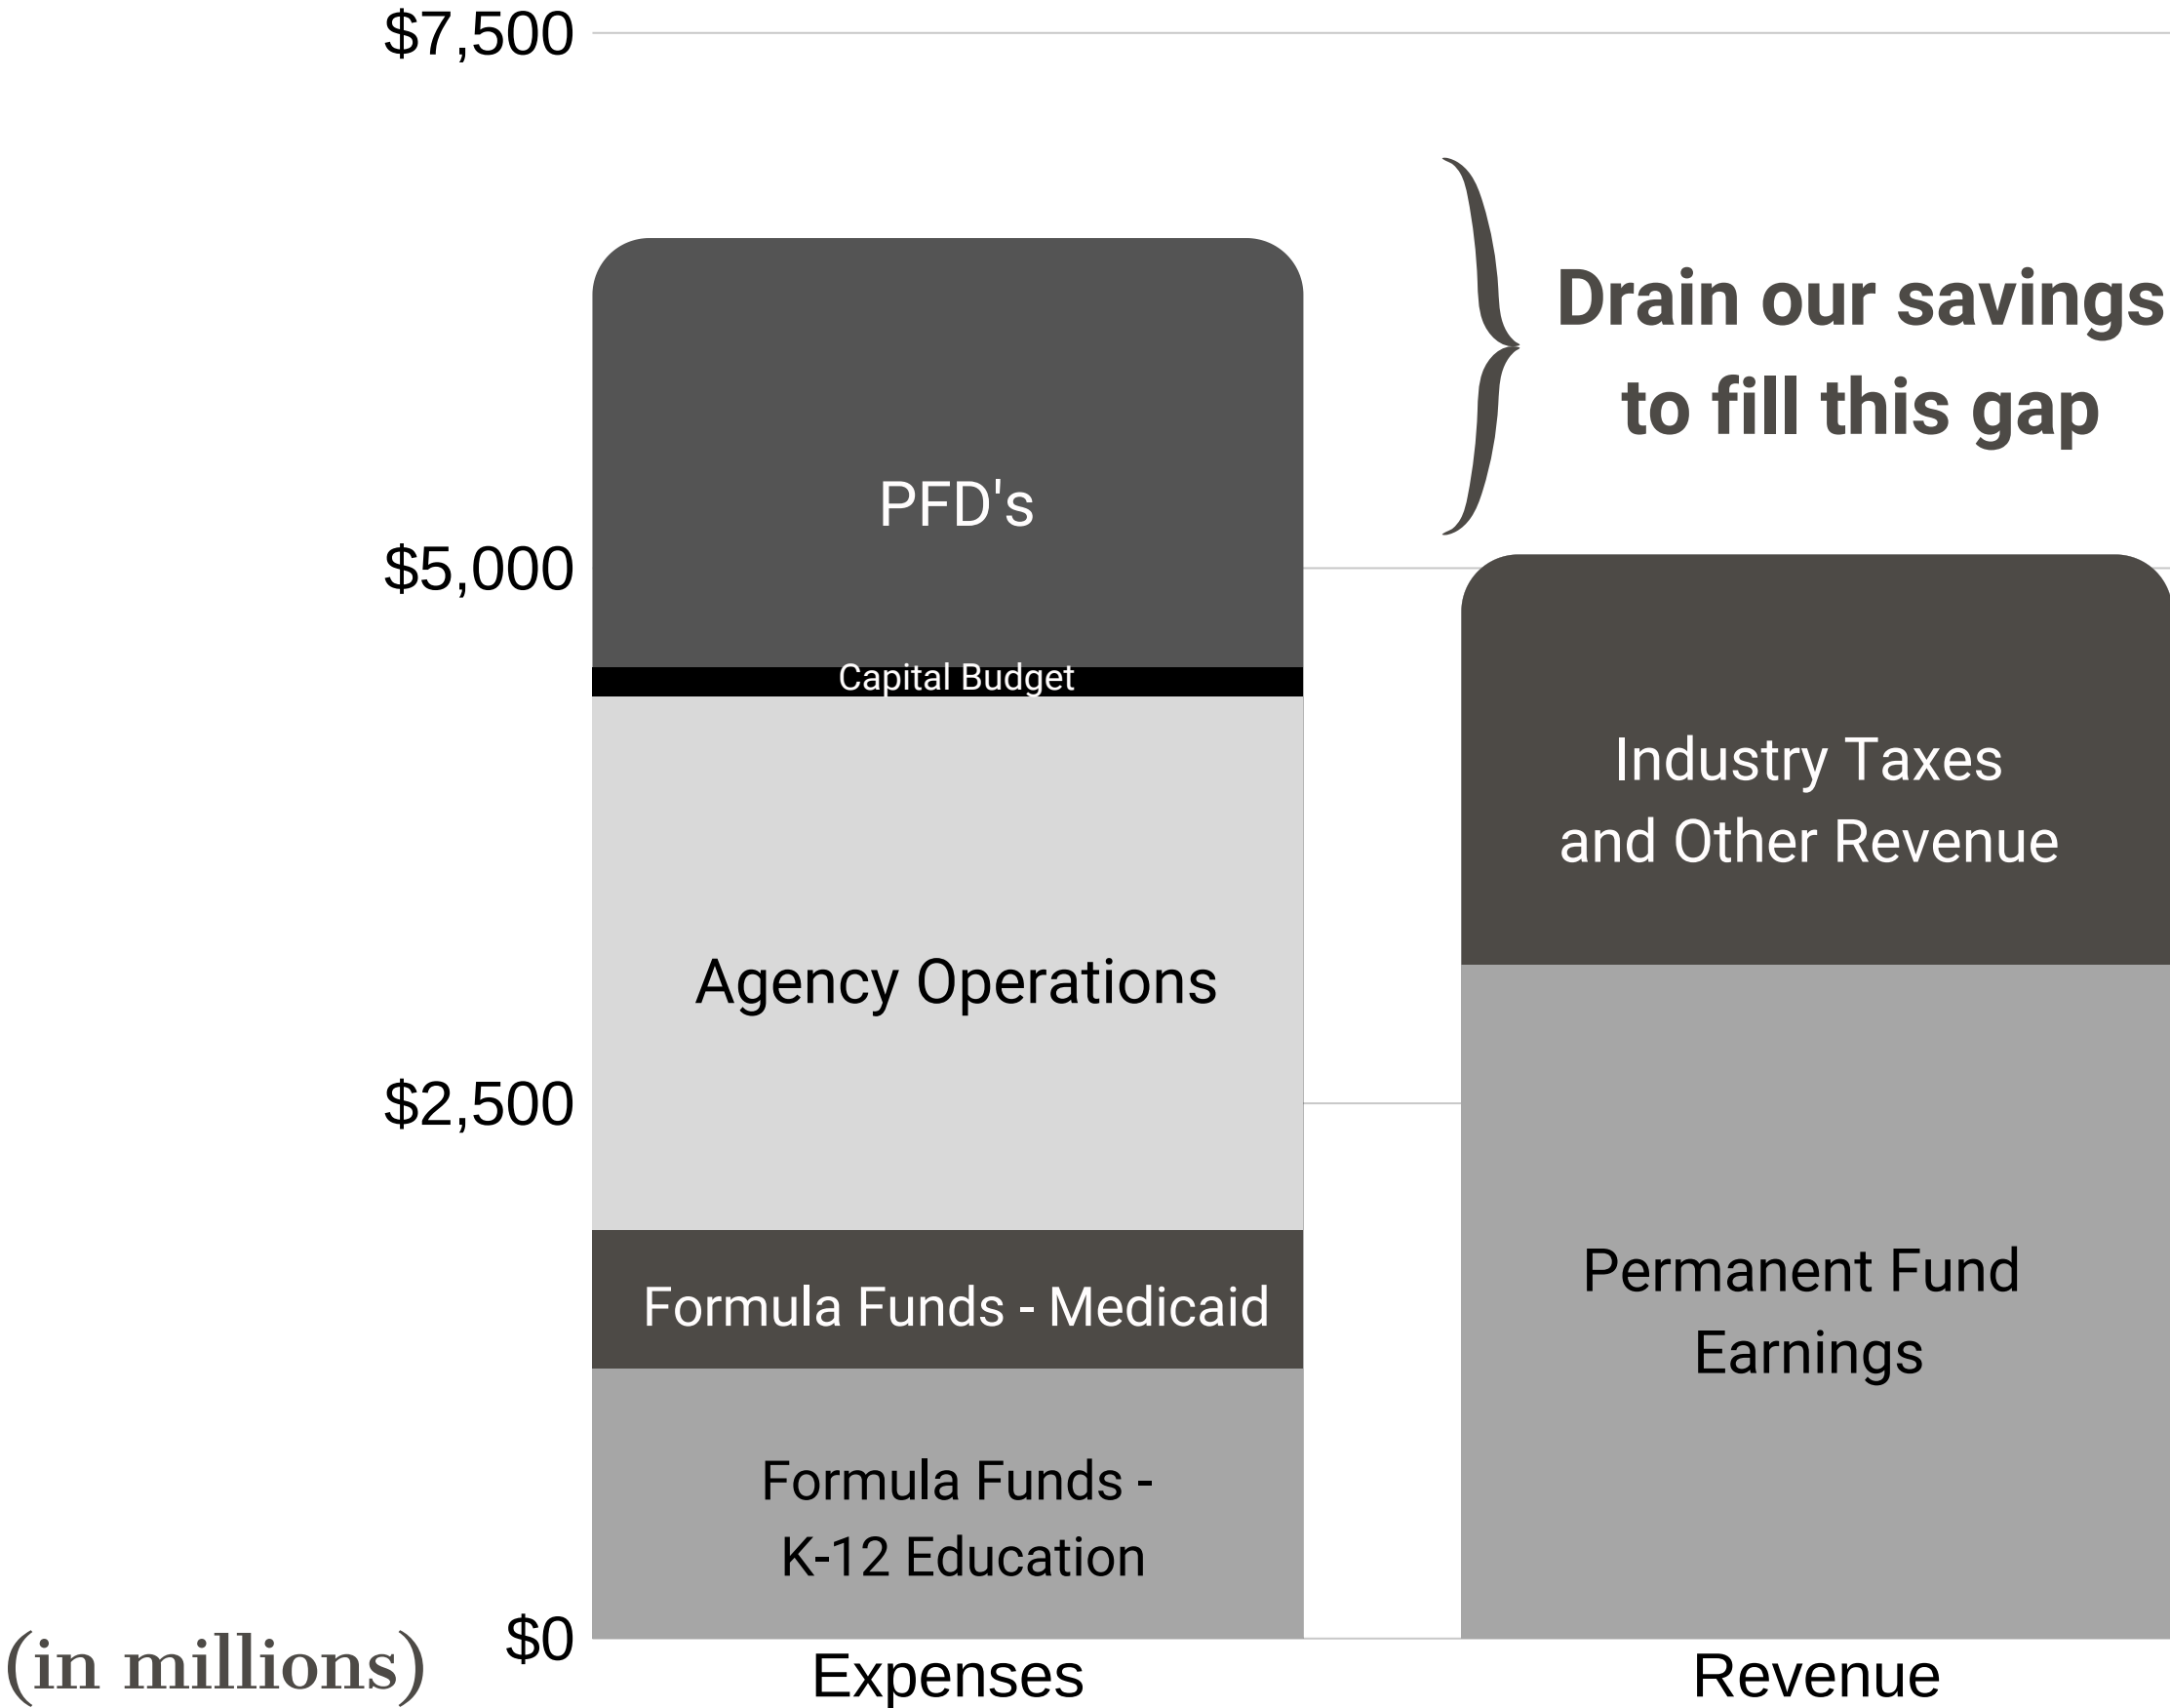 $7,500
Drain our savings
to fill this gap
PFD's
$5,000
Capital Budget
Industry Taxes
and Other Revenue
Agency Operations
$2,500
Permanent Fund
Earnings
Formula Funds - Medicaid
Formula Funds -
K-12 Education
$0
(in millions)
Expenses
Revenue